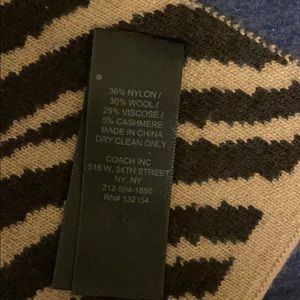 36% NYLON /
30% WOOL /
29% VISCOSE /
5% CASHMERE
MADE IN CHINA
DRY CLEAN ONLY
COACH INC
516 W. 34TH STREET
NY, NY
212-594-1850
RN# 132154